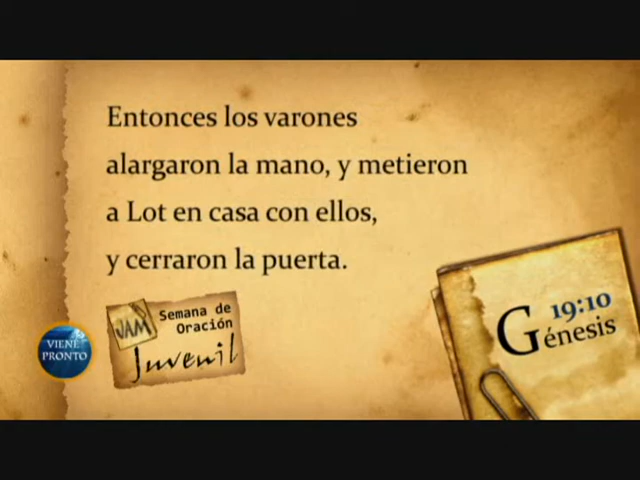 Entonces los varones
alargaron la mano, y metieron
a Lot en casa con ellos,
y cerraron la puerta.
19:10
Génesis
JAM
Semana de
Oración
Juvenil
VIENE
PRONTO